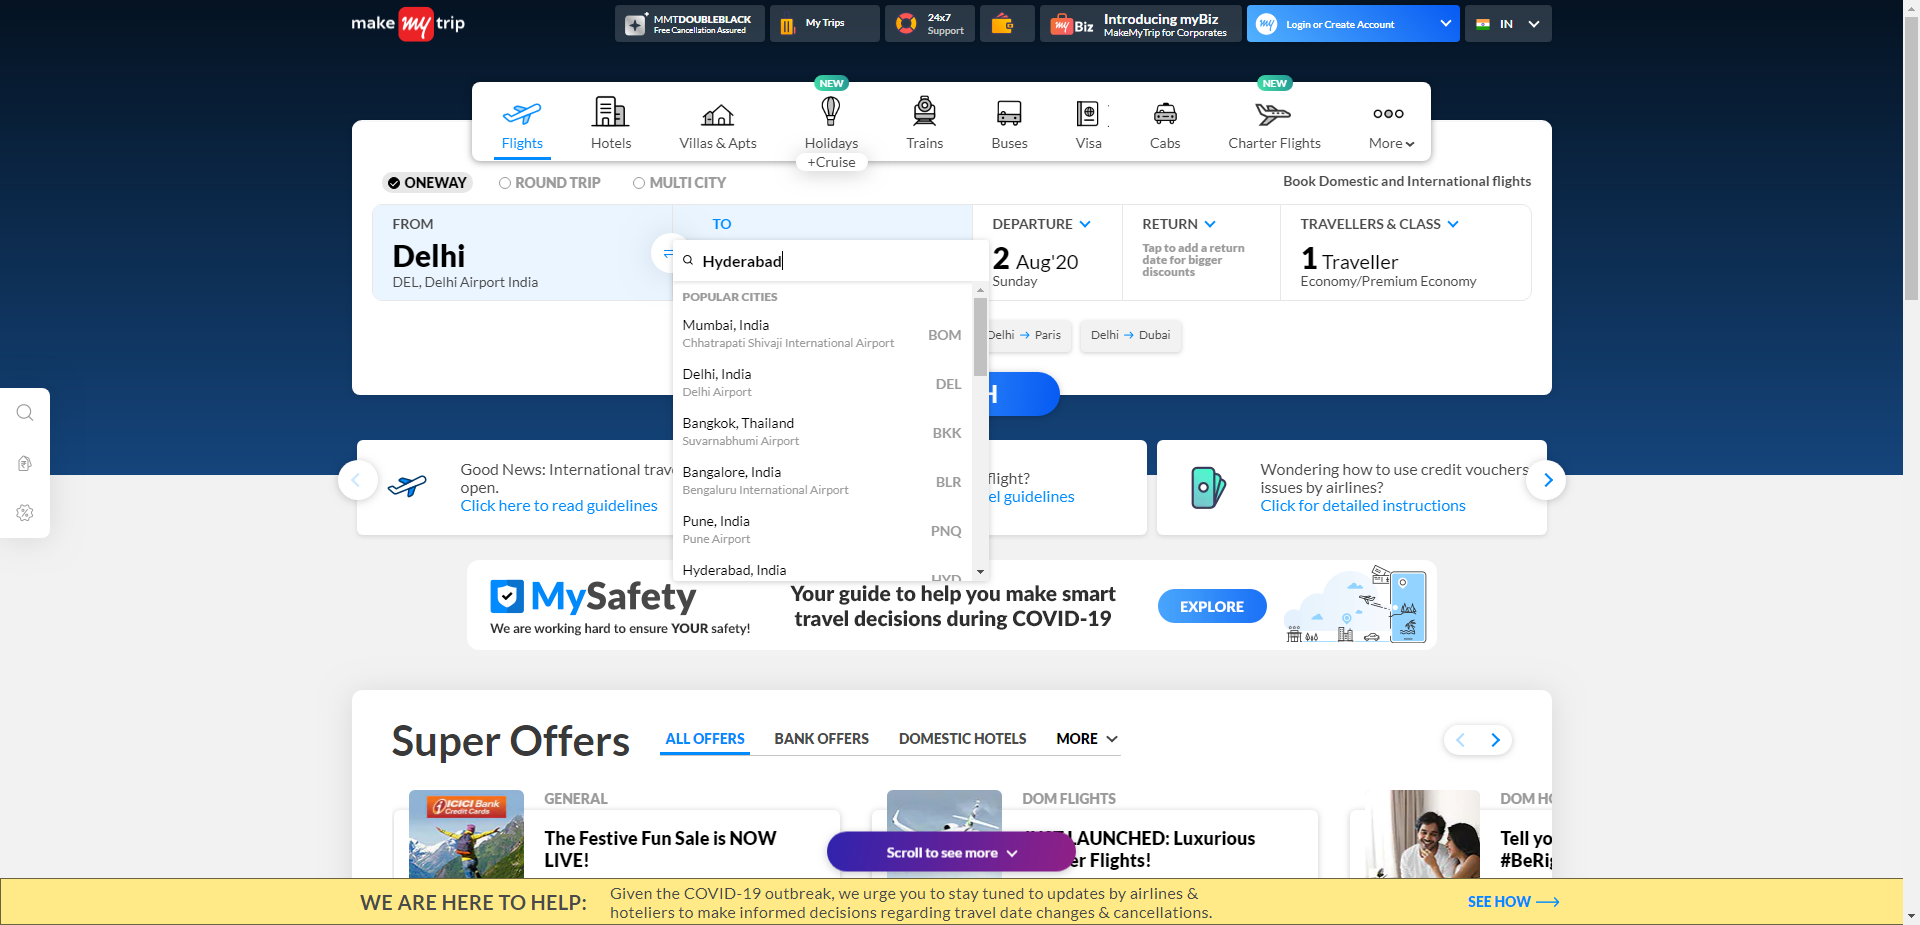 make my trip
MMTDOUBLEBLACK
Free Cancellation Assured
My Trips
24x7
Support
my Biz
Introducing myBiz
MakeMyTrip for Corporates
my
Login or Create Account
IN
NEW
NEW
Flights
Hotels
Villas & Apts
Holidays
+Cruise
Trains
Buses
Visa
Cabs
Charter Flights
More
ONEWAY
ROUND TRIP
MULTI CITY
Book Domestic and International flights
FROM
Delhi
DEL, Delhi Airport India
TO
Hyderabad
DEPARTURE
2 Aug'20
Sunday
RETURN
Tap to add a return
date for bigger
discounts
TRAVELLERS & CLASS
1 Traveller
Economy/Premium Economy
POPULAR CITIES
Mumbai, India
Chhatrapati Shivaji International Airport
BOM
Delhi, India
Delhi Airport
DEL
Bangkok, Thailand
Suvarnabhumi Airport
BKK
Bangalore, India
Bengaluru International Airport
BLR
Pune, India
Pune Airport
PNQ
Hyderabad, India
HYD
Delhi → Paris
Delhi → Dubai
H
Good News: International trav
open.
Click here to read guidelines
flight?
el guidelines
Wondering how to use credit vouchers
issues by airlines?
Click for detailed instructions
MySafety
We are working hard to ensure YOUR safety!
Your guide to help you make smart
travel decisions during COVID-19
EXPLORE
Super Offers
ALL OFFERS
BANK OFFERS
DOMESTIC HOTELS
MORE
ICICI Bank
Credit Cards
GENERAL
The Festive Fun Sale is NOW
LIVE!
DOM FLIGHTS
JUST LAUNCHED: Luxurious
er Flights!
DOM HO
Tell yo
#BeRig
Scroll to see more
WE ARE HERE TO HELP:
Given the COVID-19 outbreak, we urge you to stay tuned to updates by airlines &
hoteliers to make informed decisions regarding travel date changes & cancellations.
SEE HOW